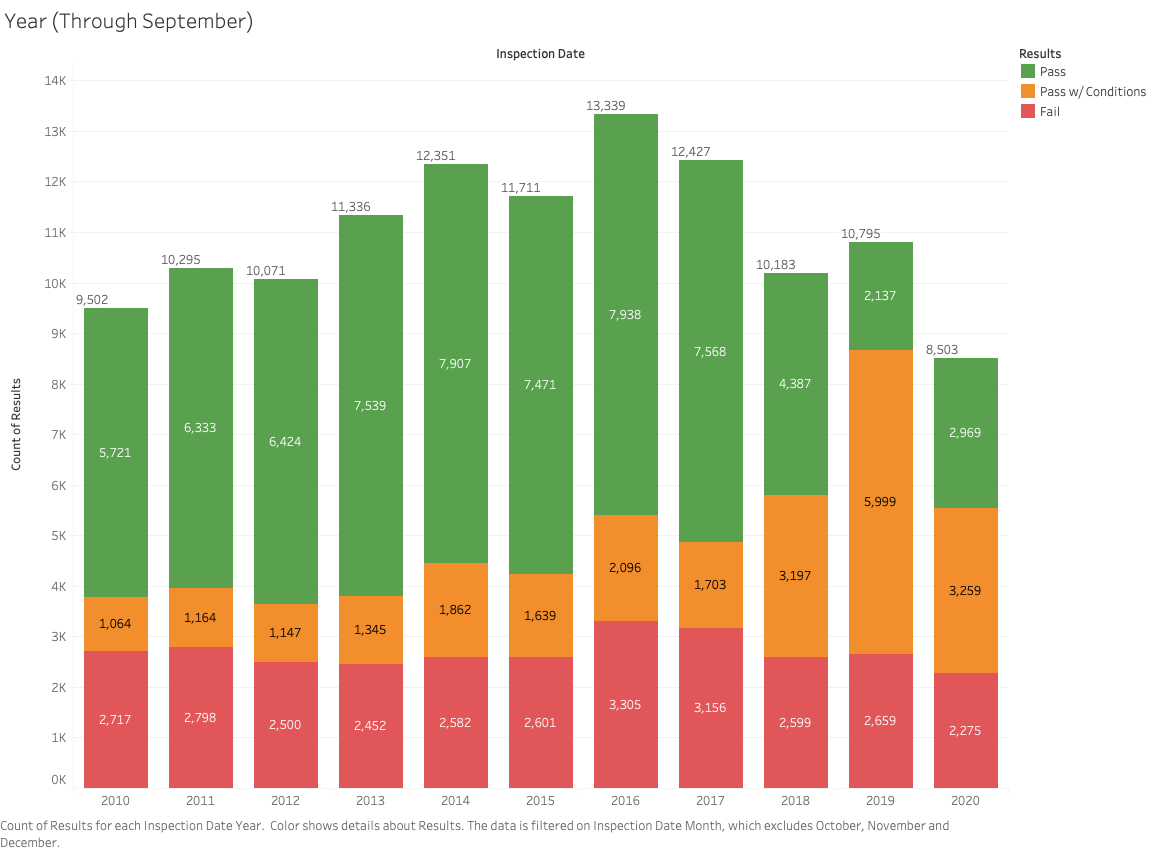 Year (Through September)
Inspection Date
Results
Pass
Pass w/ Conditions
Fail
Count of Results
14K
13K
12K
11K
10K
9K
8K
7K
6K
5K
4K
3K
2K
1K
0K
9,502
5,721
1,064
2,717
10,295
6,333
1,164
2,798
10,071
6,424
1,147
2,500
11,336
7,539
1,345
2,452
12,351
7,907
1,862
2,582
11,711
7,471
1,639
2,601
13,339
7,938
2,096
3,305
12,427
7,568
1,703
3,156
10,183
4,387
3,197
2,599
10,795
2,137
5,999
2,659
8,503
2,969
3,259
2,275
2010 2011 2012 2013 2014 2015 2016 2017 2018 2019 2020
Count of Results for each Inspection Date Year. Color shows details about Results. The data is filtered on Inspection Date Month, which excludes October, November and
December.